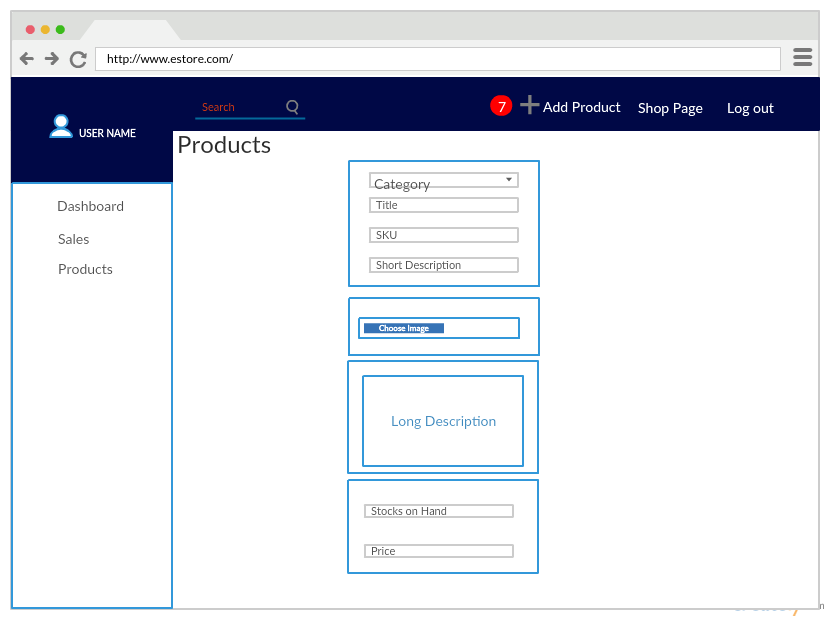 http://www.estore.com/
Search
7
Add Product
Shop Page
Log out
USER NAME
Products
Dashboard
Sales
Products
Category
Title
SKU
Short Description
Choose Image
Long Description
Stocks on Hand
Price